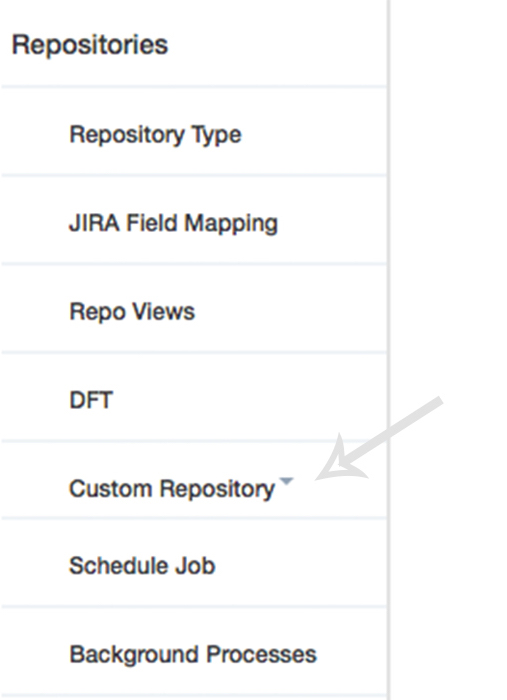 Repositories
Repository Type
JIRA Field Mapping
Repo Views
DFT
Custom Repository
Schedule Job
Background Processes